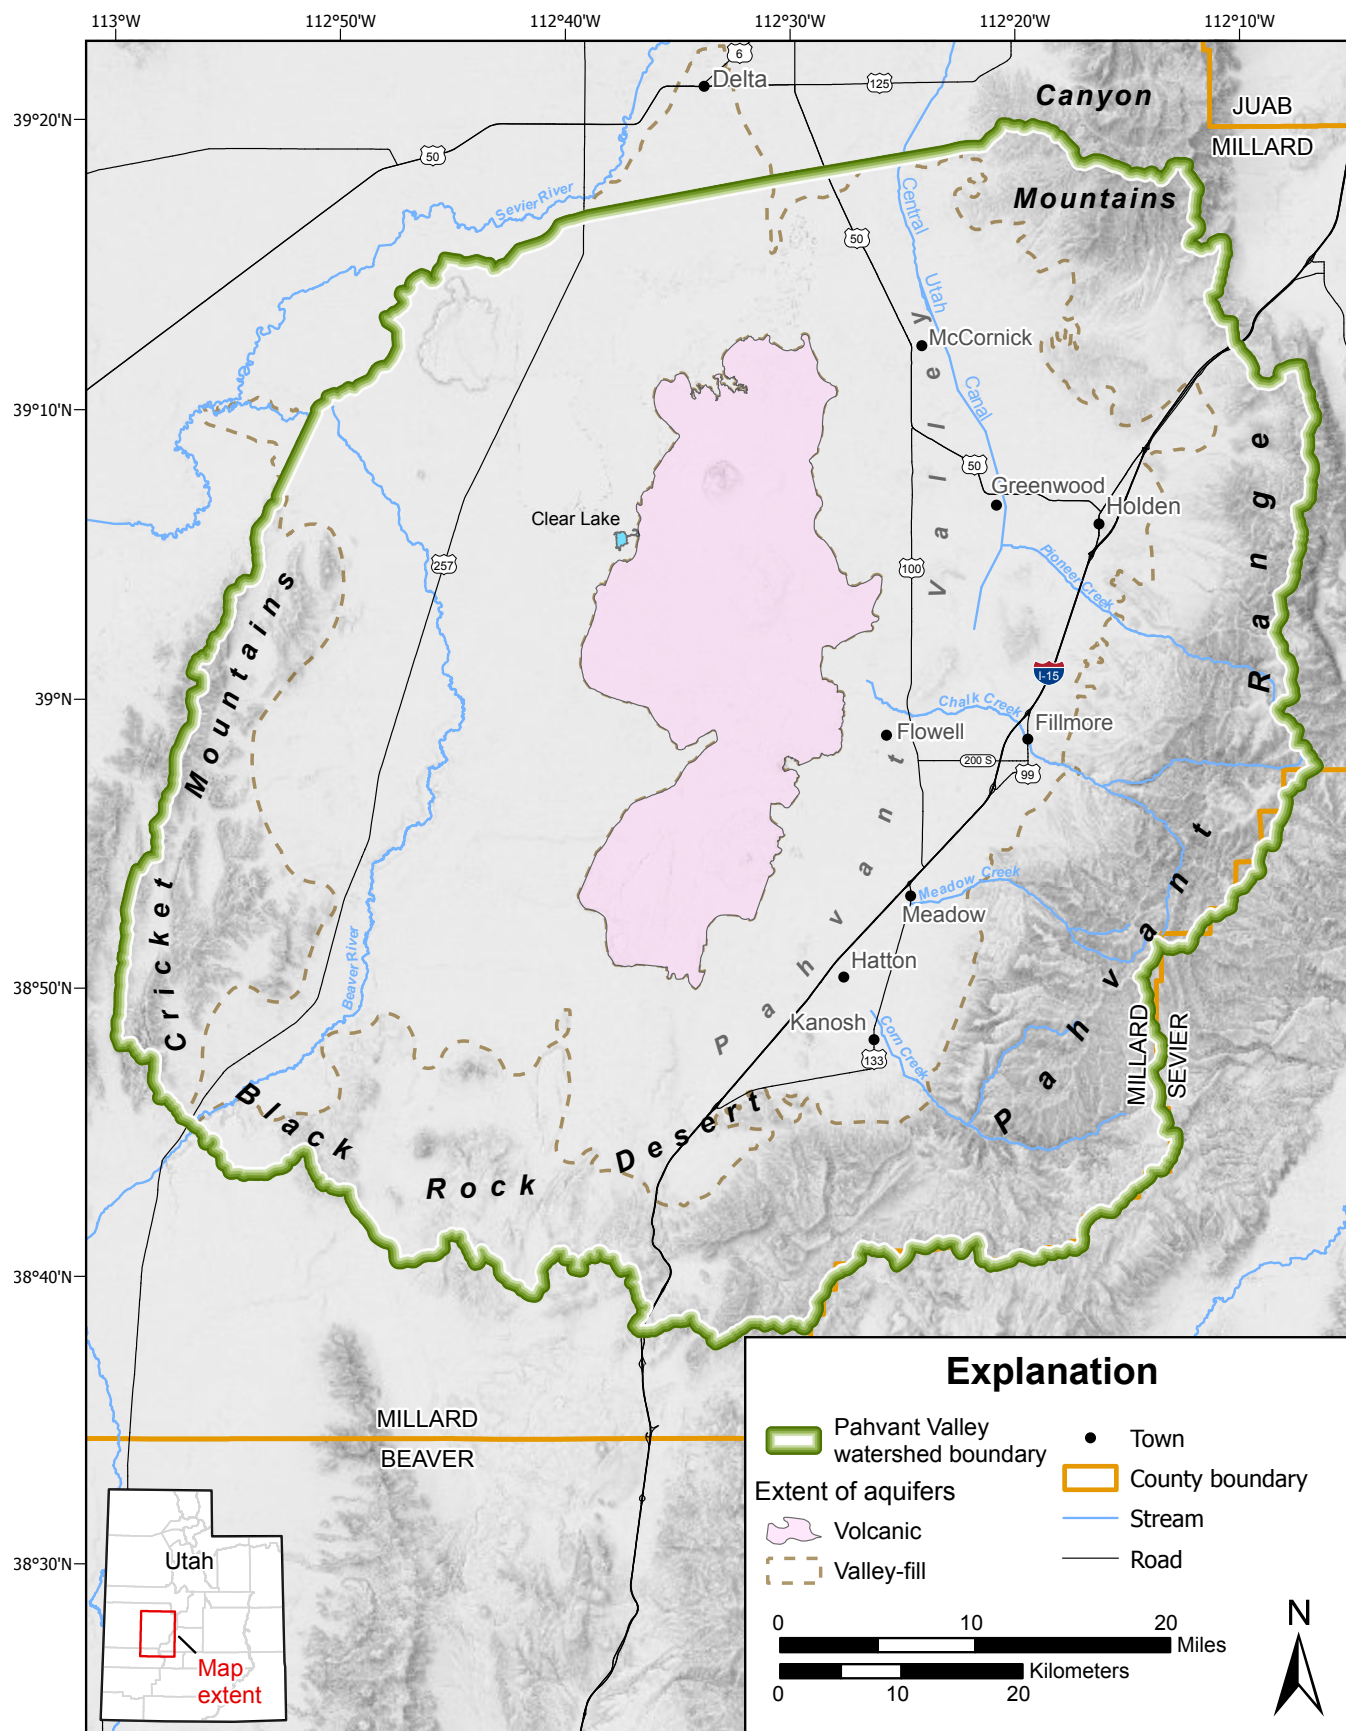 113°W 112°50'W 112°40'W 112°30'W 112°20'W 112°10'W
39°20'N
39°10'N
39°N
38°50'N
38°40'N
38°30'N
6
Delta
125
Canyon
JUAB
MILLARD
50
Mountains
Sevier River
Central
Utah
Canal
50
McCornick
Range
50
Greenwood
Holden
Clear Lake
Valley
257
100
Pioneer Creek
Mountains
I-15
Chalk Creek
Flowell
Fillmore
200 S
99
Pahvant
Cricket
Meadow Creek
Meadow
Pahvant
Hatton
Beaver River
Kanosh
Corn Creek
133
MILLARD
SEVIER
Black
Rock
Desert
MILLARD
BEAVER
Explanation
Pahvant Valley
watershed boundary
Extent of aquifers
Volcanic
Valley-fill
Town
County boundary
Stream
Road
0 10 20
Miles
Kilometers
0 10 20
N
Utah
Map
extent